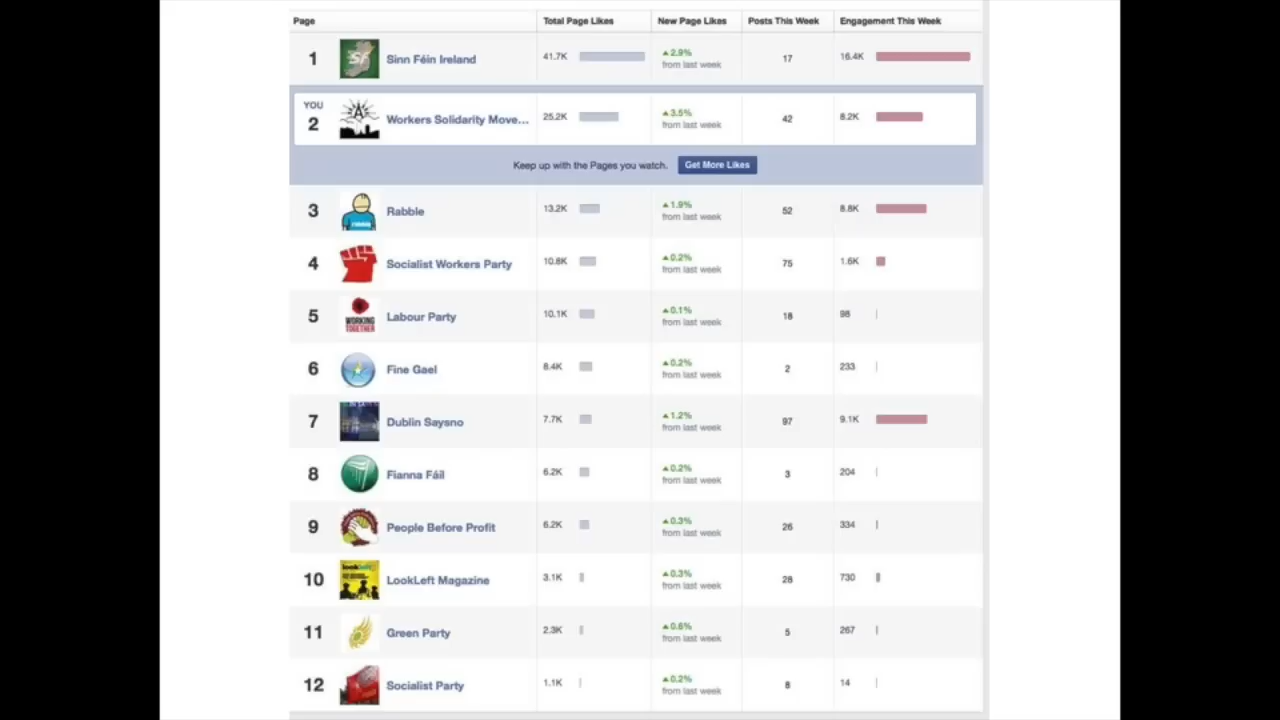 Page Total Page Likes New Page Likes Posts This Week Engagement This Week
1 Sinn Féin Ireland 41.7K ▲2.9% from last week 17 16.4K
YOU
2 Workers Solidarity Move... 25.2K ▲3.5% from last week 42 8.2K
Keep up with the Pages you watch. Get More Likes
3 Rabble 13.2K ▲1.9% from last week 52 8.8K
4 Socialist Workers Party 10.8K ▲0.2% from last week 75 1.6K
WORKING TOGETHER
5 Labour Party 10.1K ▲0.1% from last week 18 98
6 Fine Gael 8.4K ▲0.2% from last week 2 233
7 Dublin Saysno 7.7K ▲1.2% from last week 97 9.1K
8 Fianna Fáil 6.2K ▲0.2% from last week 3 204
9 People Before Profit 6.2K ▲0.3% from last week 26 334
10 LookLeft Magazine 3.1K ▲0.3% from last week 28 730
11 Green Party 2.3K ▲0.6% from last week 5 267
12 Socialist Party 1.1K ▲0.2% from last week 8 14